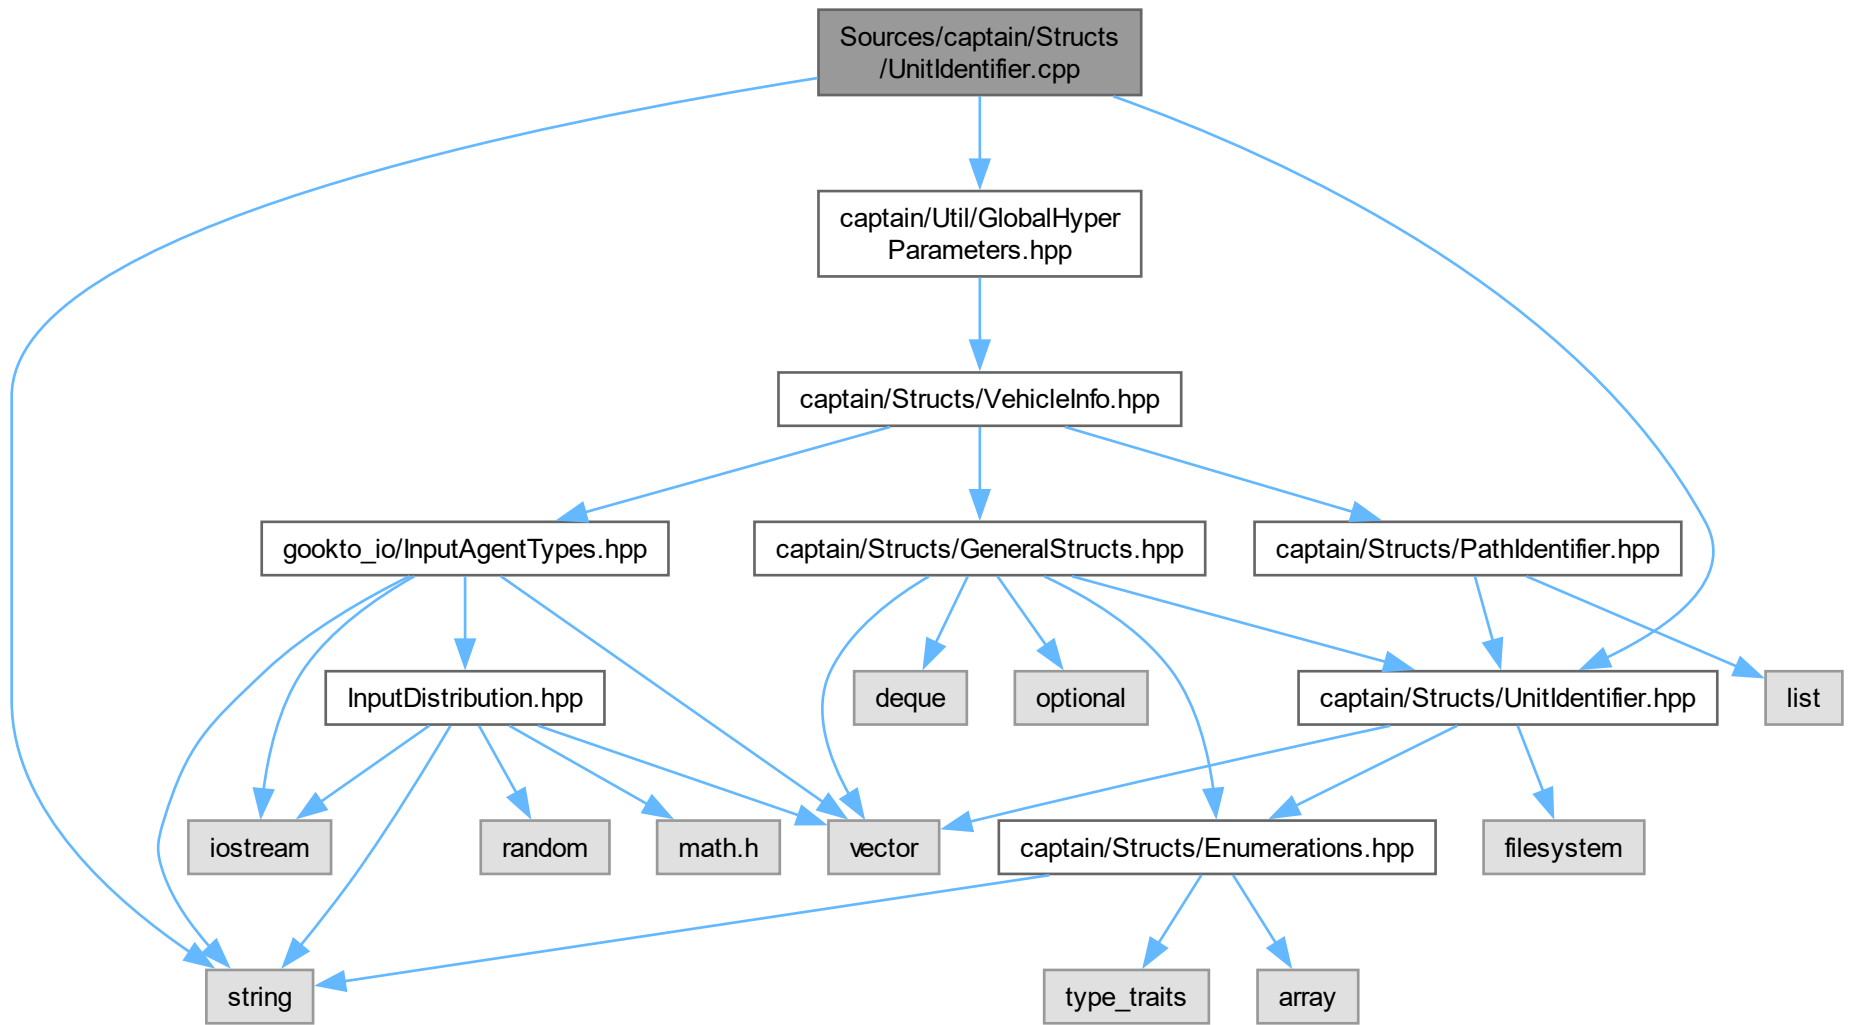 Sources/captain/Structs
/UnitIdentifier.cpp
captain/Util/GlobalHyper
Parameters.hpp
captain/Structs/VehicleInfo.hpp
gookto_io/InputAgentTypes.hpp
captain/Structs/GeneralStructs.hpp
captain/Structs/PathIdentifier.hpp
InputDistribution.hpp
deque
optional
captain/Structs/UnitIdentifier.hpp
list
iostream
random
math.h
vector
captain/Structs/Enumerations.hpp
filesystem
string
type_traits
array